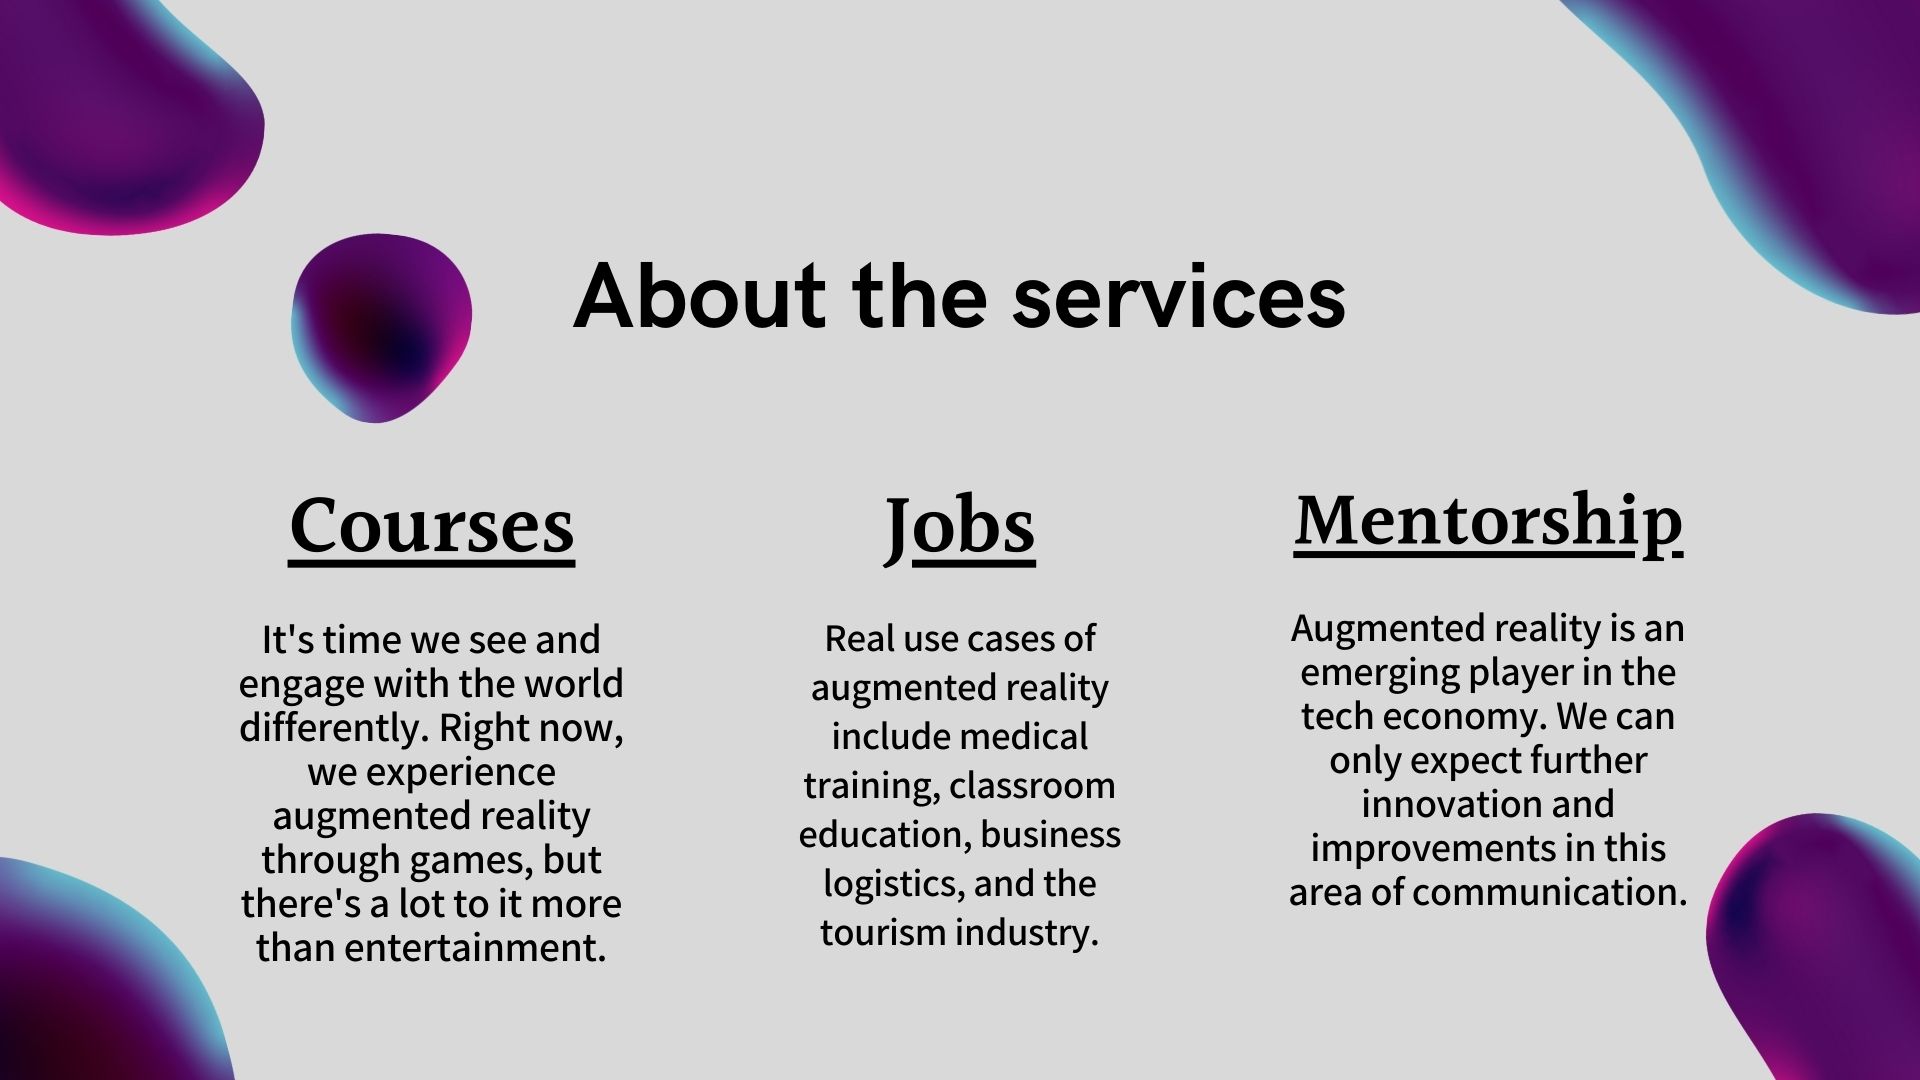 About the services
Courses
It's time we see and
engage with the world
differently. Right now,
we experience
augmented reality
through games, but
there's a lot to it more
than entertainment.
Jobs
Real use cases of
augmented reality
include medical
training, classroom
education, business
logistics, and the
tourism industry.
Mentorship
Augmented reality is an
emerging player in the
tech economy. We can
only expect further
innovation and
improvements in this
area of communication.